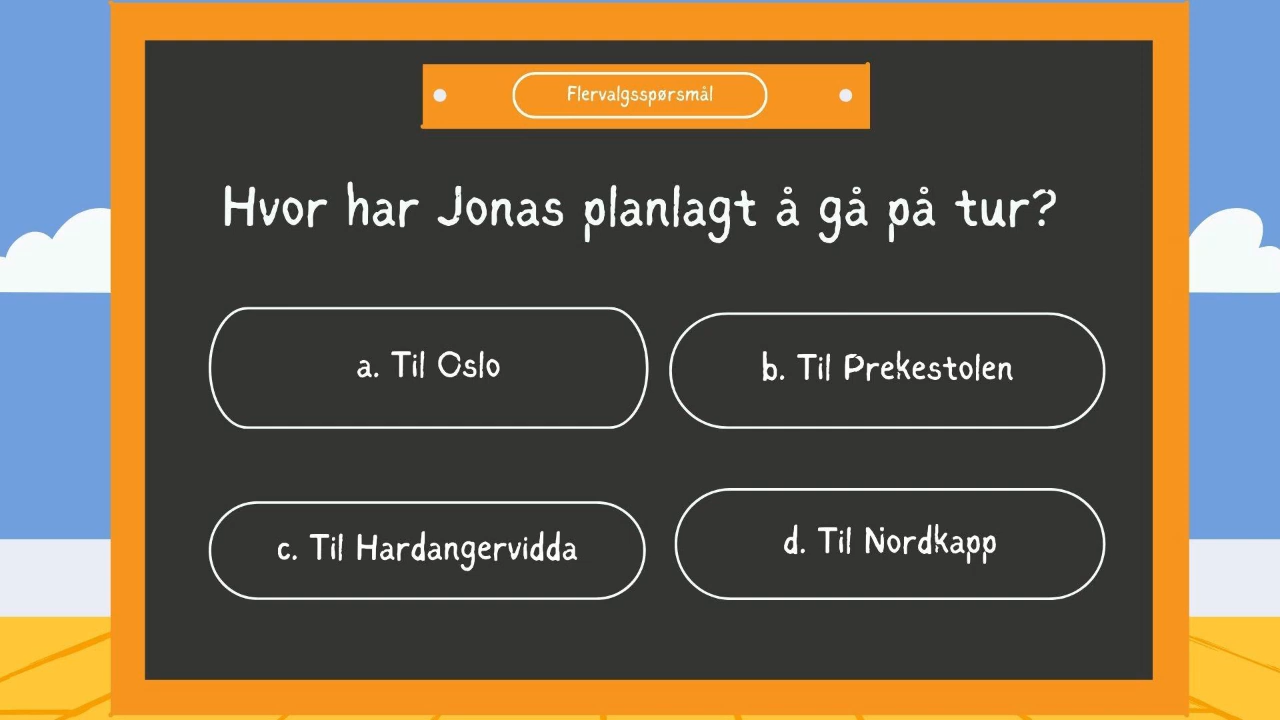 Flervalgsspørsmål
Hvor har Jonas planlagt å gå på tur?
a. Til Oslo
b. Til Prekestolen
c. Til Hardangervidda
d. Til Nordkapp